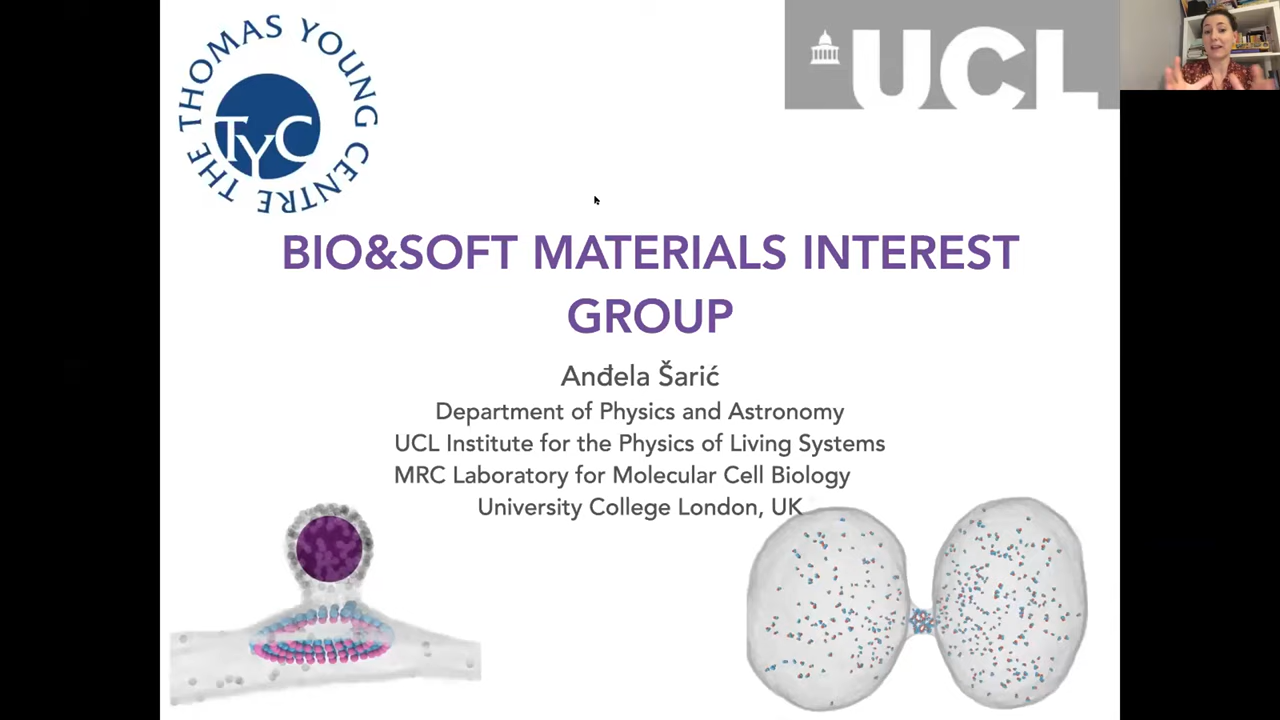 THE THOMAS YOUNG CENTRE
TYC
UCL
BIO&SOFT MATERIALS INTEREST
GROUP
Anđela Šarić
Department of Physics and Astronomy
UCL Institute for the Physics of Living Systems
MRC Laboratory for Molecular Cell Biology
University College London, UK